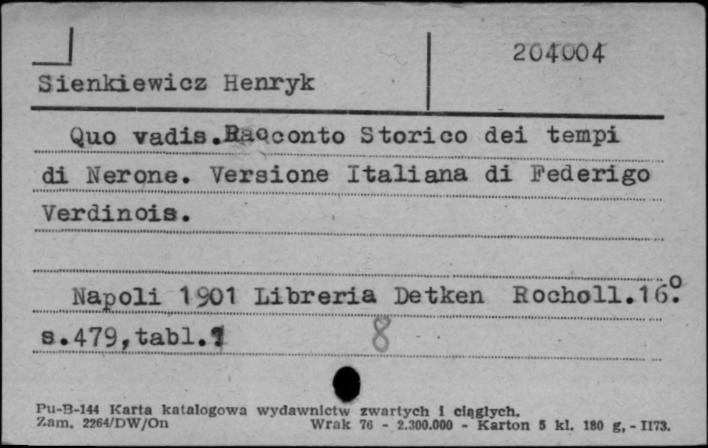 204004
Sienkiewicz Henryk
Quo vadis.Racconto Storico dei tempi
di Nerone. Versione Italiana di Federigo
Verdinois.
Napoli 1901 Libreria Detken Rocholl.16°.
s.479,tabl.1
8
Pu-B-144 Karta katalogowa wydawnictw zwartych i ciągłych.
Zam. 2264/DW/On Wrak 76 - 2.300.000 - Karton 5 kl. 180 g, - II73.